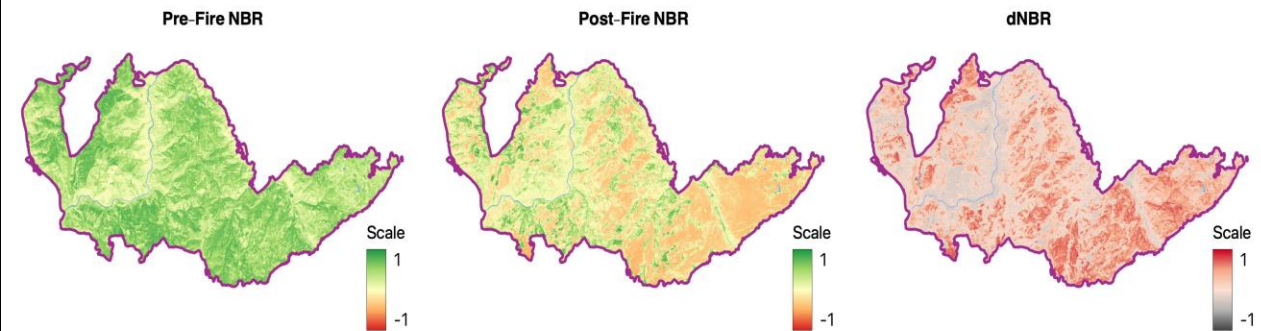 Pre-Fire NBR
Post-Fire NBR
dNBR
Scale
1
-1
Scale
1
-1
Scale
1
-1